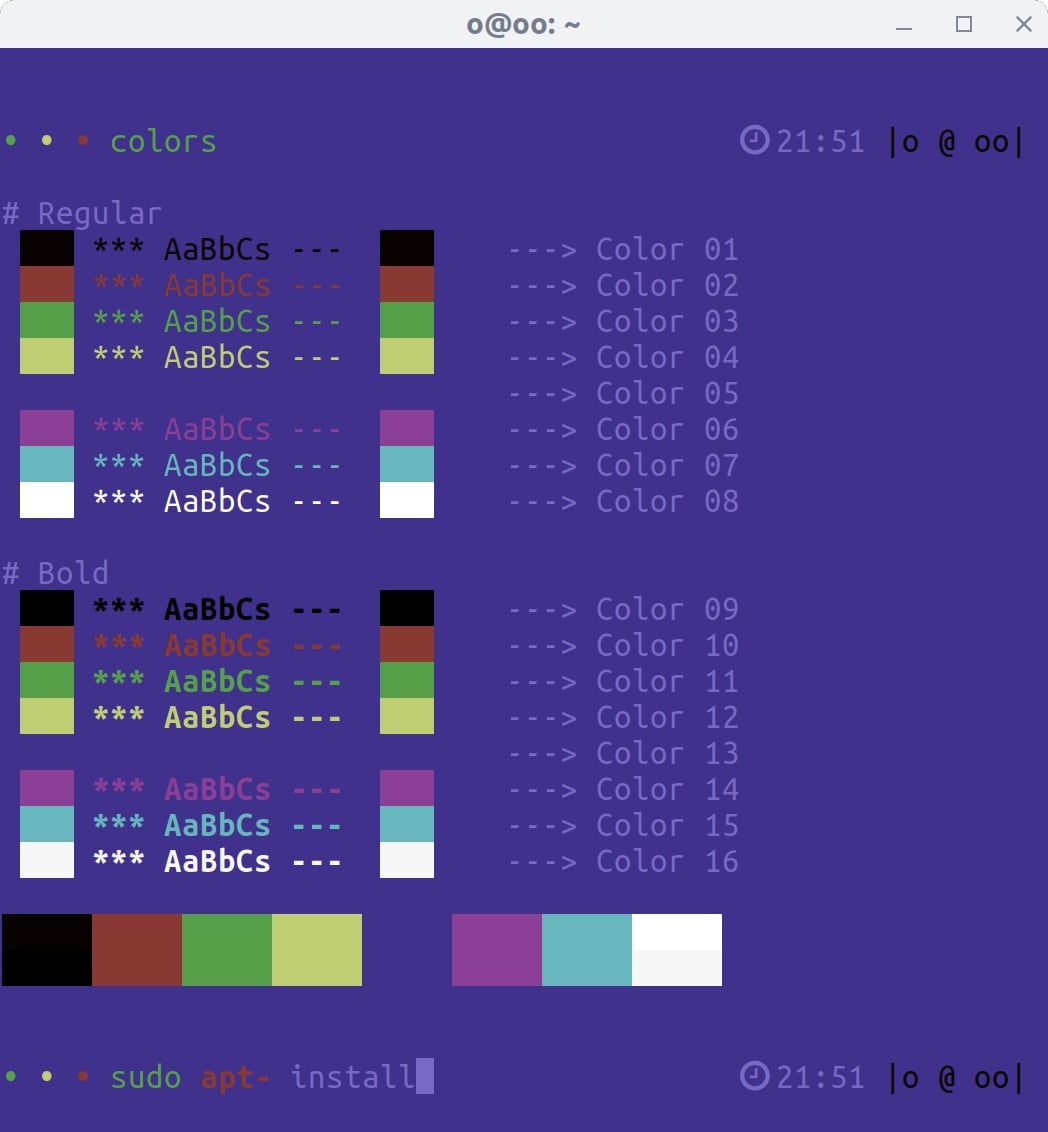 o@oo: ~
• • • colors 21:51 |o @ oo|
# Regular
*** AaBbCs --- ---> Color 01
*** AaBbCs --- ---> Color 02
*** AaBbCs --- ---> Color 03
*** AaBbCs --- ---> Color 04
---> Color 05
*** AaBbCs --- ---> Color 06
*** AaBbCs --- ---> Color 07
*** AaBbCs --- ---> Color 08
# Bold
*** AaBbCs --- ---> Color 09
*** AaBbCs --- ---> Color 10
*** AaBbCs --- ---> Color 11
*** AaBbCs --- ---> Color 12
---> Color 13
*** AaBbCs --- ---> Color 14
*** AaBbCs --- ---> Color 15
*** AaBbCs --- ---> Color 16
• • • sudo apt- install 21:51 |o @ oo|